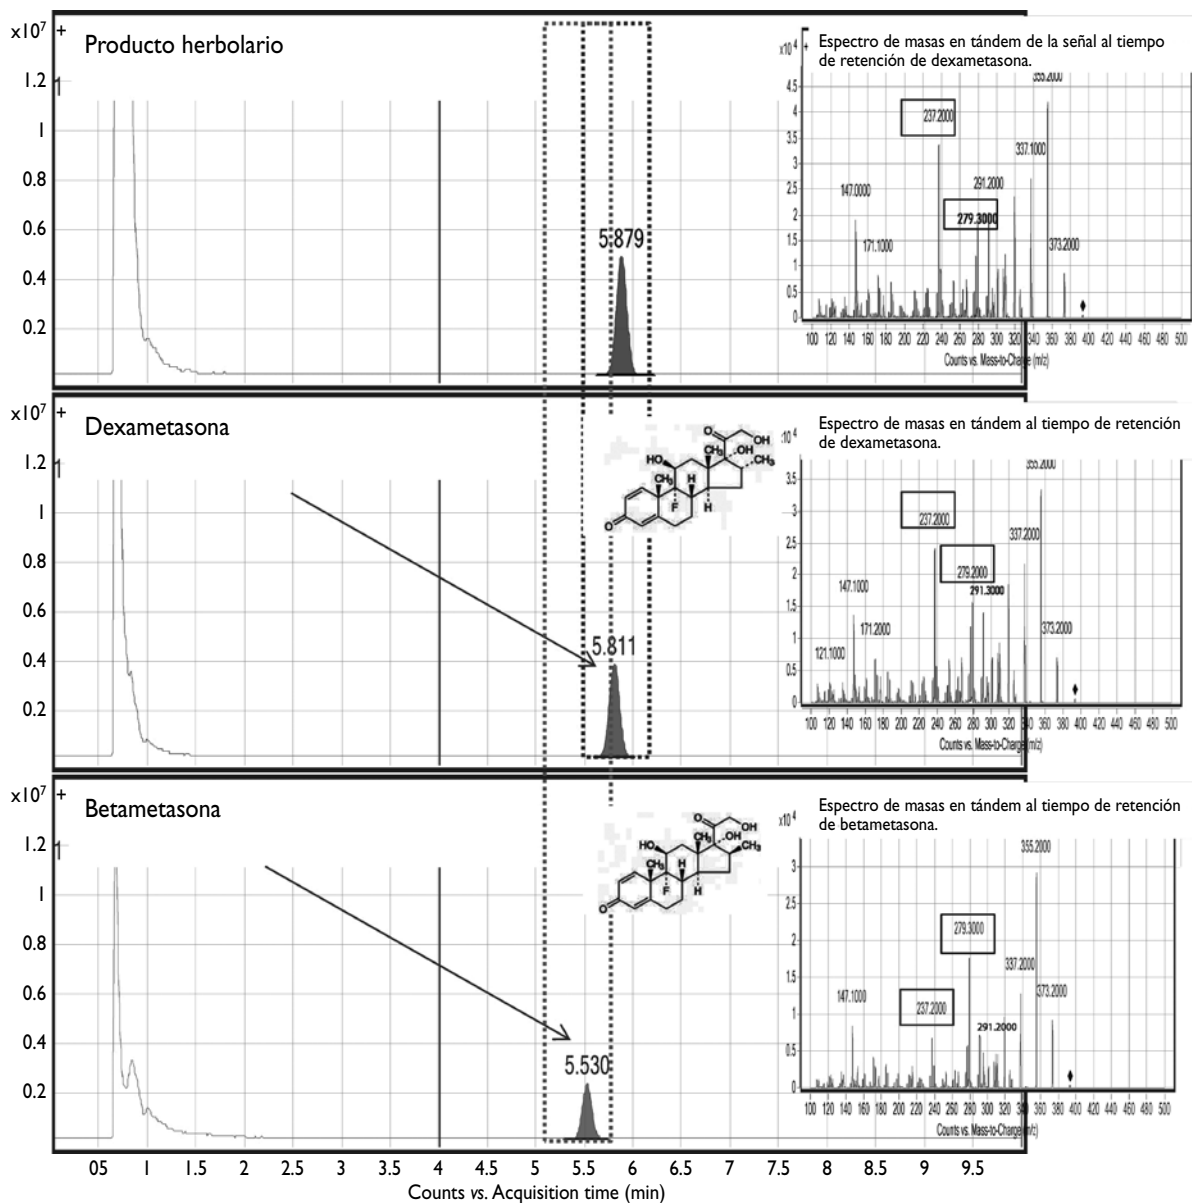 x10⁷ +
Producto herbolario
1.2
1
0.8
0.6
0.4
0.2
5.879
Espectro de masas en tándem de la señal al tiempo
de retención de dexametasona.
x10⁴ +
4.5
4
3.5
3
2.5
2
1.5
1
0.5
0
355.2000
237.2000
337.1000
291.2000
147.0000
279.3000
171.1000
373.2000
100 120 140 160 180 200 220 240 260 280 300 320 340 360 380 400 420 440 460 480 500
Counts vs. Mass-to-Charge (m/z)
x10⁷ +
Dexametasona
1.2
1
0.8
0.6
0.4
0.2
5.811
O
OH
CH₃
OH
HO
CH₃
CH₃
H
F
H
O
Espectro de masas en tándem al tiempo de retención
de dexametasona.
x10⁴
3.5
3
2.5
2
1.5
1
0.5
0
355.2000
237.2000
337.2000
279.2000
291.3000
147.1000
171.2000
121.1000
373.2000
100 120 140 160 180 200 220 240 260 280 300 320 340 360 380 400 420 440 460 480 500
Counts vs. Mass-to-Charge (m/z)
x10⁷ +
Betametasona
1.2
1
0.8
0.6
0.4
0.2
5.530
O
OH
CH₃
OH
HO
CH₃
CH₃
H
F
H
O
Espectro de masas en tándem al tiempo de retención
de betametasona.
x10⁴
3
2.5
2
1.5
1
0.5
0
355.2000
279.3000
337.2000
373.2000
147.1000
237.2000
291.2000
100 120 140 160 180 200 220 240 260 280 300 320 340 360 380 400 420 440 460 480 500
Counts vs. Mass-to-Charge (m/z)
05 1 2 2.5 3 3.5 4 4.5 5 5.5 6 6.5 7 8 8.5 9 9.5
Counts vs. Acquisition time (min)